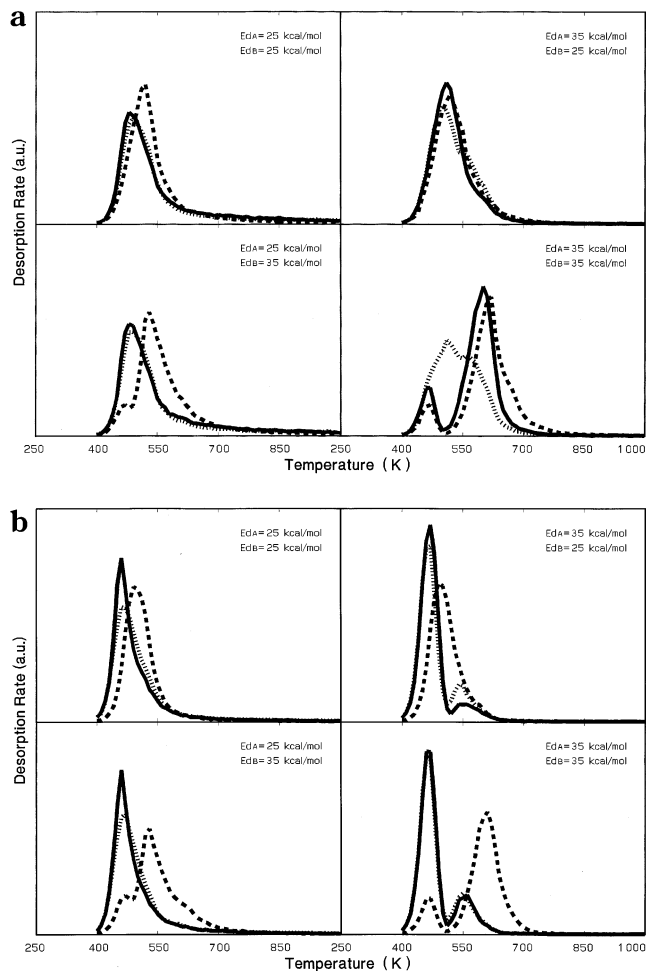 a
EdA=25 kcal/mol
EdB=25 kcal/mol
EdA=35 kcal/mol
EdB=25 kcal/mol
Desorption Rate (a.u.)
EdA=25 kcal/mol
EdB=35 kcal/mol
EdA=35 kcal/mol
EdB=35 kcal/mol
250 400 550 700 850 250 400 550 700 850 1000
Temperature (K)
b
EdA=25 kcal/mol
EdB=25 kcal/mol
EdA=35 kcal/mol
EdB=25 kcal/mol
Desorption Rate (a.u.)
EdA=25 kcal/mol
EdB=35 kcal/mol
EdA=35 kcal/mol
EdB=35 kcal/mol
250 400 550 700 850 250 400 550 700 850 1000
Temperature (K)